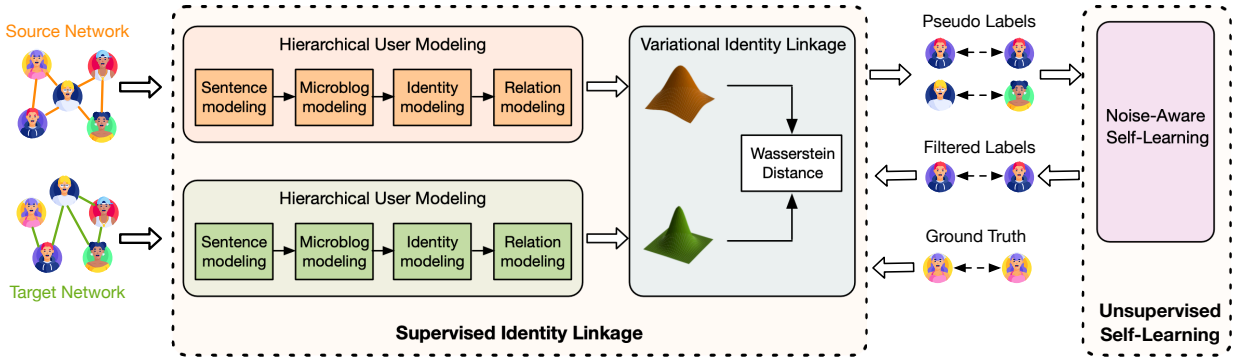 Source Network
Target Network
Hierarchical User Modeling
Sentence
modeling
Microblog
modeling
Identity
modeling
Relation
modeling
Hierarchical User Modeling
Sentence
modeling
Microblog
modeling
Identity
modeling
Relation
modeling
Variational Identity Linkage
Wasserstein
Distance
Supervised Identity Linkage
Pseudo Labels
Filtered Labels
Ground Truth
Noise-Aware
Self-Learning
Unsupervised
Self-Learning